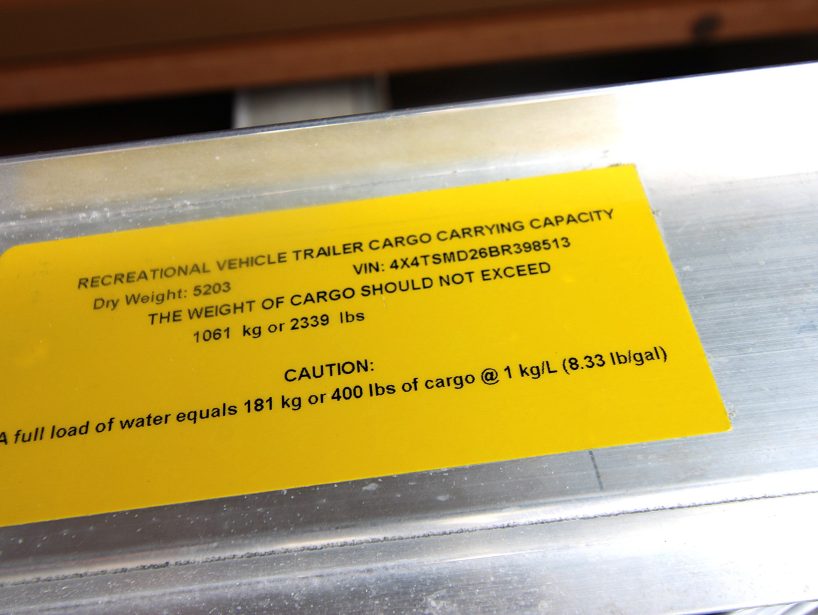 RECREATIONAL VEHICLE TRAILER CARGO CARRYING CAPACITY
Dry Weight: 5203 VIN: 4X4TSMD26BR398513
THE WEIGHT OF CARGO SHOULD NOT EXCEED
1061 kg or 2339 lbs
CAUTION:
A full load of water equals 181 kg or 400 lbs of cargo @ 1 kg/L (8.33 lb/gal)